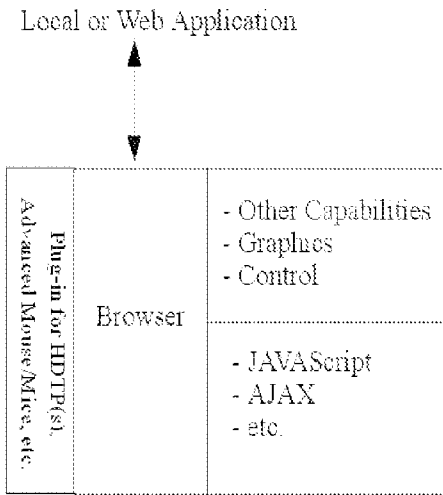 Local or Web Application
Plug-in for HDTP(s),
Advanced Mouse/Mice, etc.
Browser
- Other Capabilities
- Graphics
- Control
- JAVAScript
- AJAX
- etc.